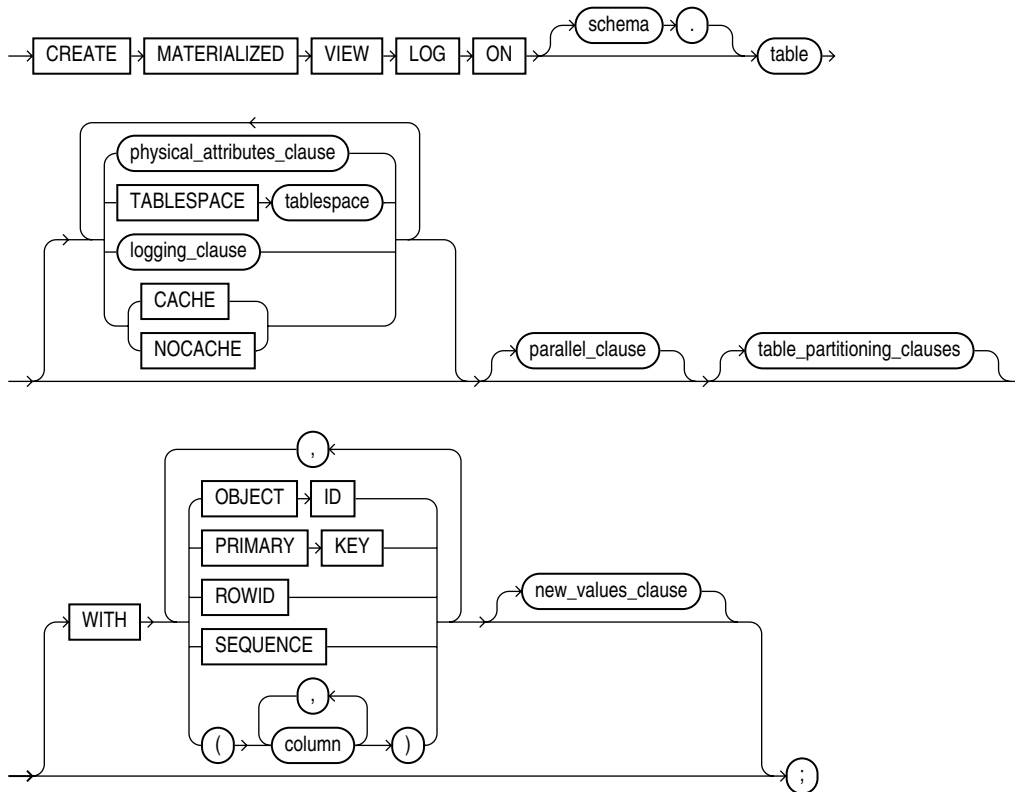 schema .
CREATE MATERIALIZED VIEW LOG ON table
physical_attributes_clause
TABLESPACE tablespace
logging_clause
CACHE
NOCACHE
parallel_clause table_partitioning_clauses
,
OBJECT ID
PRIMARY KEY
ROWID
new_values_clause
WITH
SEQUENCE
,
( column )
;